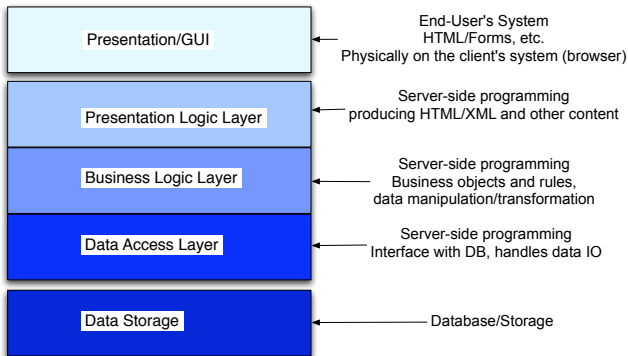 Presentation/GUI
End-User's System
HTML/Forms, etc.
Physically on the client's system (browser)
Presentation Logic Layer
Server-side programming
producing HTML/XML and other content
Business Logic Layer
Server-side programming
Business objects and rules,
data manipulation/transformation
Data Access Layer
Server-side programming
Interface with DB, handles data IO
Data Storage
Database/Storage